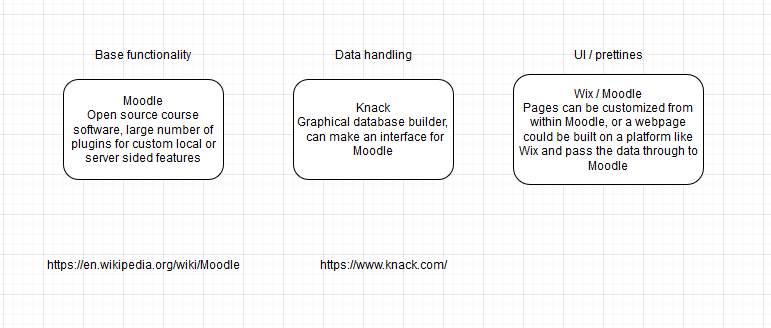 Base functionality
Data handling
UI / prettines
Moodle
Open source course
software, large number of
plugins for custom local or
server sided features
Knack
Graphical database builder,
can make an interface for
Moodle
Wix / Moodle
Pages can be customized from
within Moodle, or a webpage
could be built on a platform like
Wix and pass the data through to
Moodle
https://en.wikipedia.org/wiki/Moodle
https://www.knack.com/